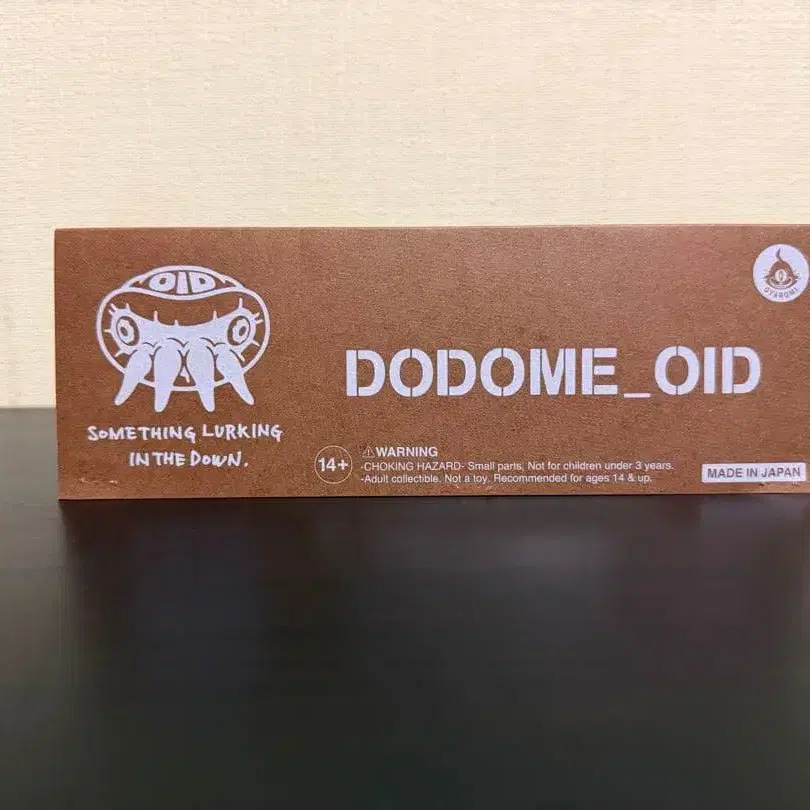 OID
SOMETHING LURKING
IN THE DOWN.
DODOME_OID
14+
⚠WARNING
-CHOKING HAZARD- Small parts. Not for children under 3 years.
-Adult collectible. Not a toy. Recommended for ages 14 & up.
MADE IN JAPAN